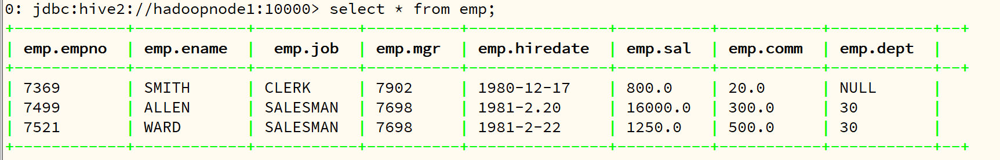 0: jdbc:hive2://hadoopnode1:10000> select * from emp;
+------------+------------+-----------+----------+---------------+----------+-----------+-----------+--+
| emp.empno | emp.ename | emp.job | emp.mgr | emp.hiredate | emp.sal | emp.comm | emp.dept |
+------------+------------+-----------+----------+---------------+----------+-----------+-----------+--+
| 7369 | SMITH | CLERK | 7902 | 1980-12-17 | 800.0 | 20.0 | NULL |
| 7499 | ALLEN | SALESMAN | 7698 | 1981-2.20 | 16000.0 | 300.0 | 30 |
| 7521 | WARD | SALESMAN | 7698 | 1981-2-22 | 1250.0 | 500.0 | 30 |
+------------+------------+-----------+----------+---------------+----------+-----------+-----------+--+